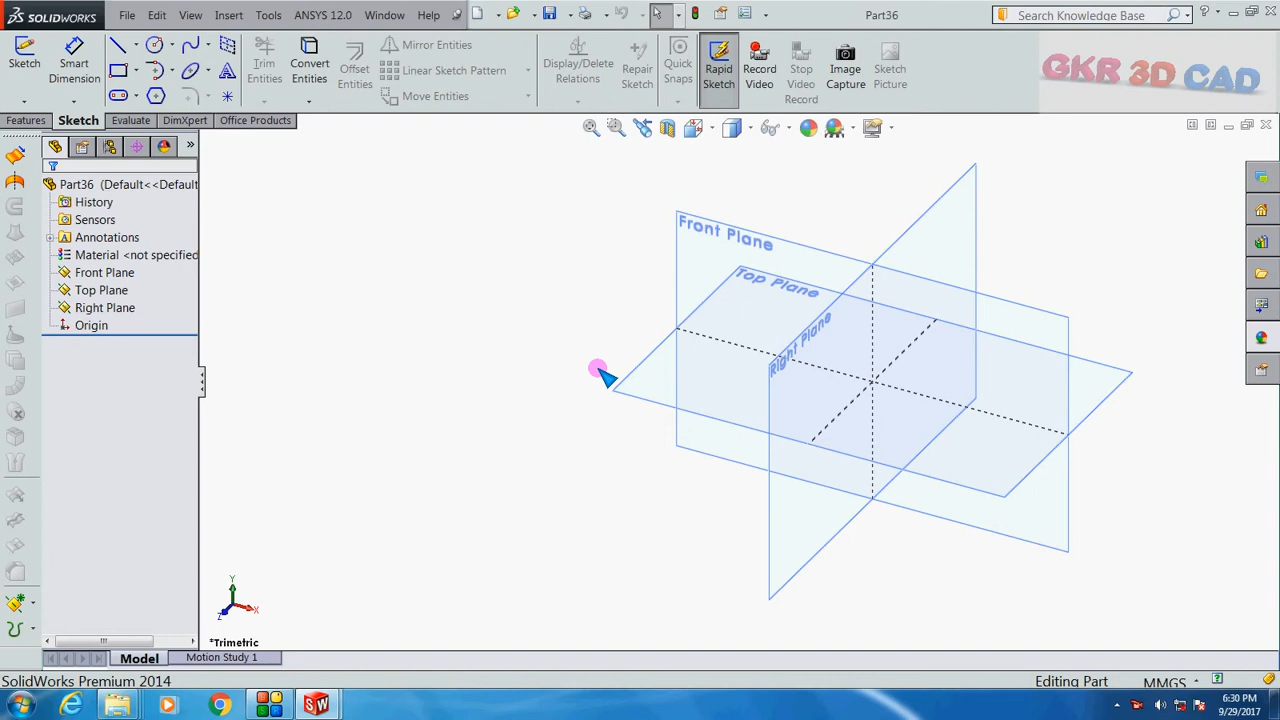 SOLIDWORKS
File Edit View Insert Tools ANSYS 12.0 Window Help
Part36
Search Knowledge Base
Sketch
Smart Dimension
Trim Entities
Convert Entities
Offset Entities
Mirror Entities
Linear Sketch Pattern
Move Entities
Display/Delete Relations
Repair Sketch
Quick Snaps
Rapid Sketch
Record Video
Stop Video Record
Image Capture
Sketch Picture
GKR 3D CAD
Features Sketch Evaluate DimXpert Office Products
Part36 (Default<<Default
History
Sensors
Annotations
Material <not specified
Front Plane
Top Plane
Right Plane
Origin
Front Plane
Top Plane
Right Plane
Y
X
Z
*Trimetric
Model Motion Study 1
SolidWorks Premium 2014
Editing Part
MMGS
6:30 PM
9/29/2017